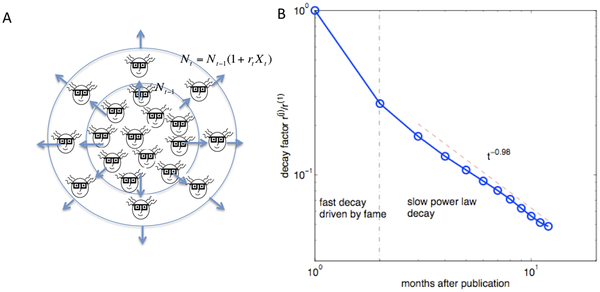 A
N_t = N_{t-1}(1 + r_t X_t)
N_{t-1}
B
decay factor r^(j)/r^(1)
10^0
10^-1
t^-0.98
fast decay
driven by fame
slow power law
decay
10^0
10^1
months after publication